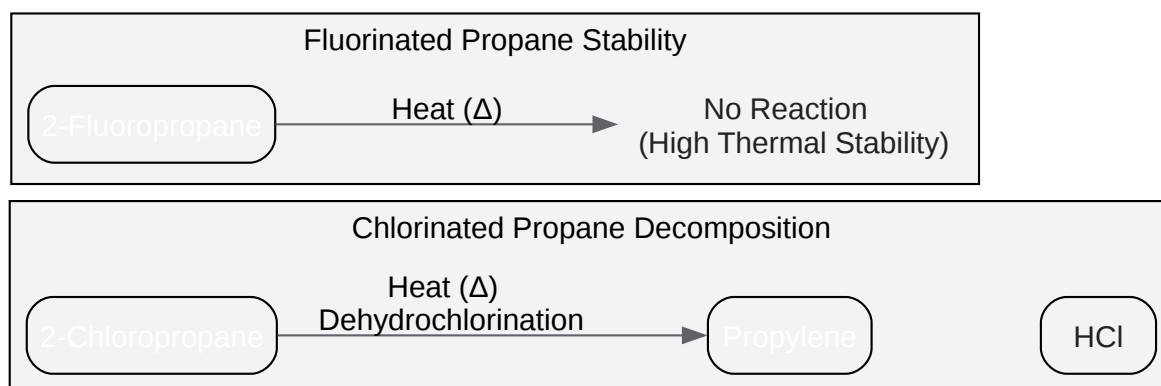 Fluorinated Propane Stability
2-Fluoropropane
Heat (Δ)
No Reaction
(High Thermal Stability)
Chlorinated Propane Decomposition
2-Chloropropane
Heat (Δ)
Dehydrochlorination
Propylene
HCl